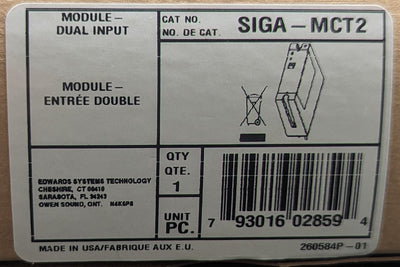 MODULE –
DUAL INPUT
CAT NO.
NO. DE CAT.
SIGA – MCT2
MODULE–
ENTRÉE DOUBLE
EDWARDS SYSTEMS TECHNOLOGY
CHESHIRE, CT 06410
SARASOTA, FL 34243
OWEN SOUND, ONT. N4K6P8
QTY
QTE.
1
UNIT
PC.
7 93016 02859 4
MADE IN USA/FABRIQUE AUX E.U.
260584P–01